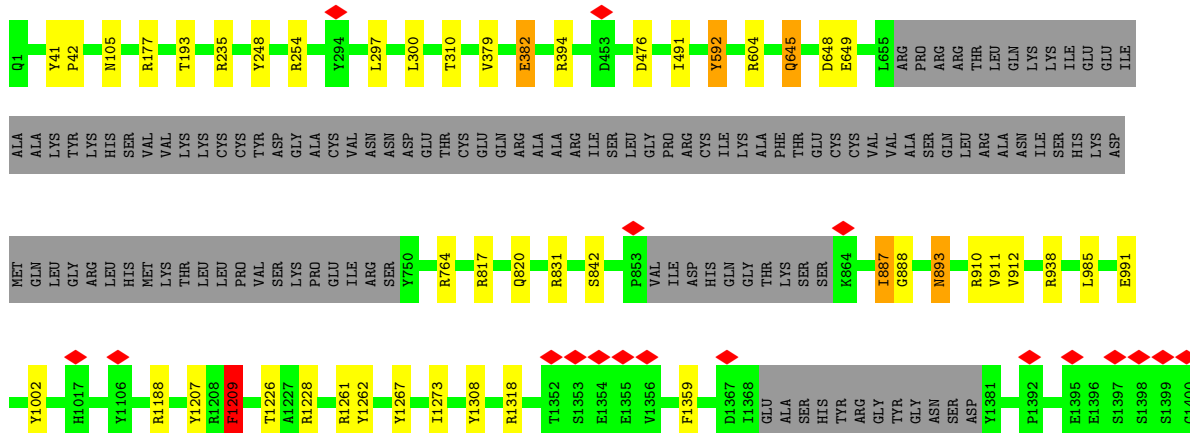 Q1 Y41 P42 N105 R177 T193 R235 Y248 R254 Y294 L297 L300 T310 V379 E382 R394 D453 D476 I491 Y592 R604 Q645 D648 E649 L655 ARG PRO ARG ARG THR LEU GLN LYS LYS ILE GLU GLU ILE
ALA ALA LYS TYR LYS HIS SER VAL VAL LYS LYS CYS CYS TYR ASP GLY ALA CYS VAL ASN ASN ASP GLU THR CYS GLU GLN ARG ALA ALA ARG ILE SER LEU GLY PRO ARG CYS ILE LYS ALA PHE THR GLU CYS CYS VAL VAL ALA SER GLN LEU ARG ALA ASN ILE SER HIS LYS ASP
MET GLN LEU GLY ARG LEU HIS MET LYS THR LEU LEU PRO VAL SER LYS PRO GLU ILE ARG SER Y750 R764 R817 Q820 R831 S842 P853 VAL ILE ASP HIS GLN GLY THR LYS SER SER K864 I887 G888 N893 R910 V911 V912 R938 L985 E991
Y1002 H1017 Y1106 R1188 Y1207 R1208 F1209 T1226 A1227 R1228 R1261 Y1262 Y1267 I1273 Y1308 R1318 T1352 S1353 E1354 E1355 V1356 F1359 D1367 I1368 GLU ALA SER HIS TYR ARG GLY TYR GLY ASN SER ASP Y1381 P1392 E1395 E1396 S1397 S1398 S1399